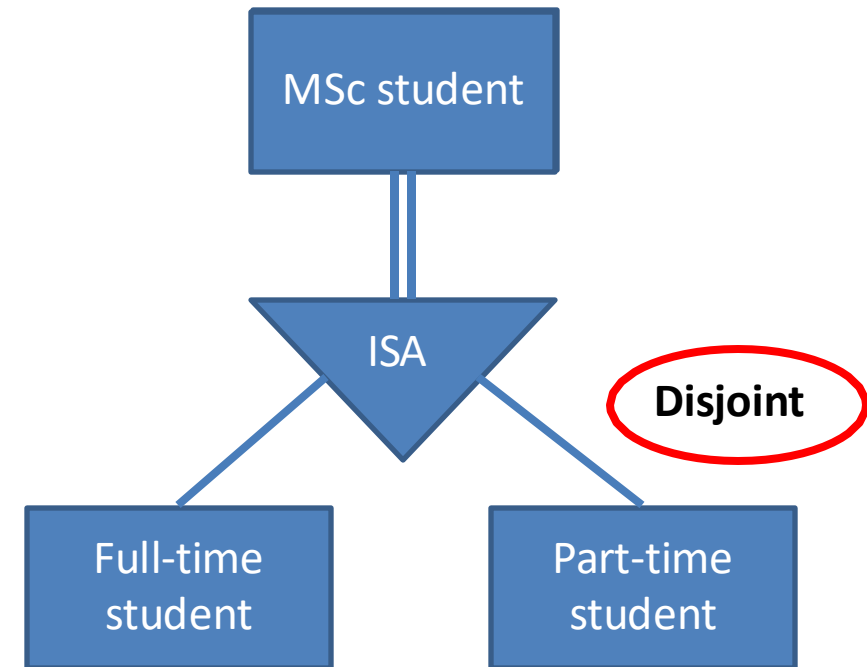 MSc student
ISA
Disjoint
Full-time
student
Part-time
student